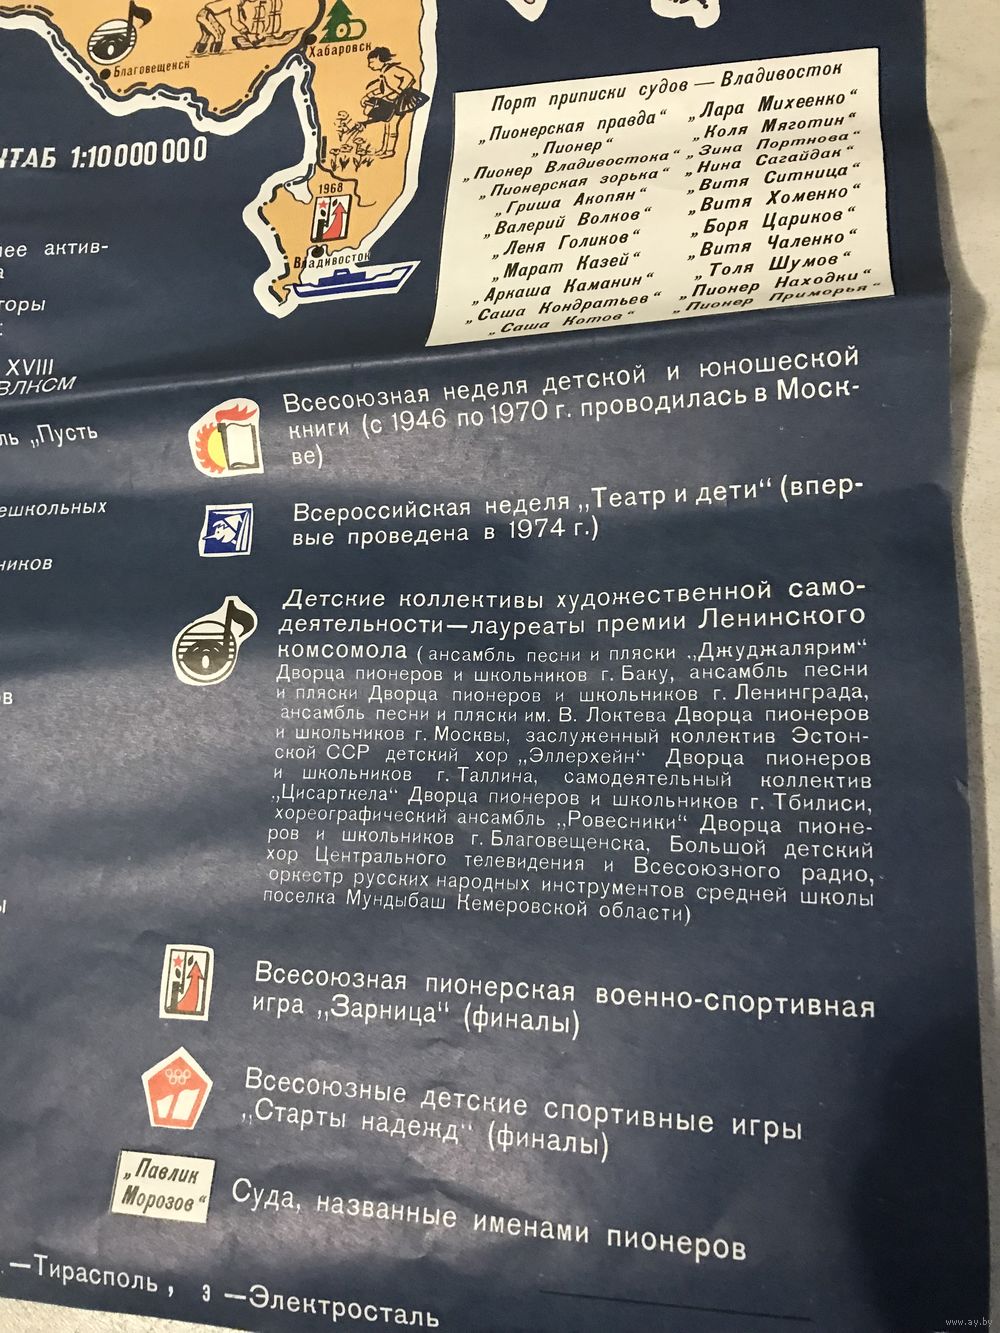 Хабаровск
Благовещенск
ТАБ 1:10 000 000
1968
Владивосток
Порт приписки судов — Владивосток
„Пионерская правда“
„Пионер“
„Пионер Владивостока“
„Пионерская зорька“
„Гриша Акопян“
„Валерий Волков“
„Леня Голиков“
„Марат Казей“
„Аркаша Каманин“
„Саша Кондратьев“
„Саша Котов“
„Лара Михеенко“
„Коля Мяготин“
„Зина Портнова“
„Нина Сагайдак“
„Витя Ситница“
„Витя Хоменко“
„Боря Цариков“
„Витя Чаленко“
„Толя Шумов“
„Пионер Находки“
„Пионер Приморья“
ее актив-
а
оры
XVIII
ВЛКСМ
ль „Пусть
ешкольных
ников
ов
ы
Всесоюзная неделя детской и юношеской
книги (с 1946 по 1970 г. проводилась в Моск-
ве)
Всероссийская неделя „Театр и дети“ (впер-
вые проведена в 1974 г.)
Детские коллективы художественной само-
деятельности—лауреаты премии Ленинского
комсомола (ансамбль песни и пляски „Джуджалярим“
Дворца пионеров и школьников г. Баку, ансамбль песни
и пляски Дворца пионеров и школьников г. Ленинграда,
ансамбль песни и пляски им. В. Локтева Дворца пионеров
и школьников г. Москвы, заслуженный коллектив Эстон-
ской ССР детский хор „Эллерхейн“ Дворца пионеров
и школьников г. Таллина, самодеятельный коллектив
„Цисарткела“ Дворца пионеров и школьников г. Тбилиси,
хореографический ансамбль „Ровесники“ Дворца пионе-
ров и школьников г. Благовещенска, Большой детский
хор Центрального телевидения и Всесоюзного радио,
оркестр русских народных инструментов средней школы
поселка Мундыбаш Кемеровской области)
Всесоюзная пионерская военно-спортивная
игра „Зарница“ (финалы)
Всесоюзные детские спортивные игры
„Старты надежд“ (финалы)
„Павлик
Морозов“
Суда, названные именами пионеров
—Тирасполь, э —Электросталь
www.ay.by